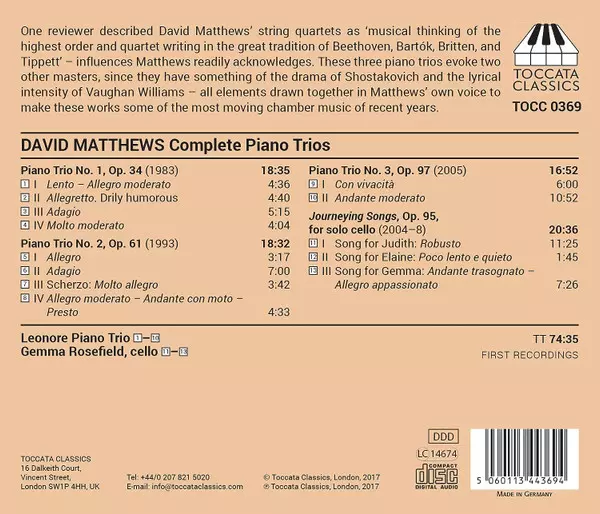 One reviewer described David Matthews’ string quartets as ‘musical thinking of the
highest order and quartet writing in the great tradition of Beethoven, Bartók, Britten, and
Tippett’ – influences Matthews readily acknowledges. These three piano trios evoke two
other masters, since they have something of the drama of Shostakovich and the lyrical
intensity of Vaughan Williams – all elements drawn together in Matthews’ own voice to
make these works some of the most moving chamber music of recent years.
TOCCATA
CLASSICS
TOCC 0369
DAVID MATTHEWS Complete Piano Trios
Piano Trio No. 1, Op. 34 (1983) 18:35
1 I Lento – Allegro moderato 4:36
2 II Allegretto. Drily humorous 4:40
3 III Adagio 5:15
4 IV Molto moderato 4:04
Piano Trio No. 2, Op. 61 (1993) 18:32
5 I Allegro 3:17
6 II Adagio 7:00
7 III Scherzo: Molto allegro 3:42
8 IV Allegro moderato – Andante con moto –
Presto 4:33
Piano Trio No. 3, Op. 97 (2005) 16:52
9 I Con vivacità 6:00
10 II Andante moderato 10:52
Journeying Songs, Op. 95,
for solo cello (2004–8) 20:36
11 I Song for Judith: Robusto 11:25
12 II Song for Elaine: Poco lento e quieto 1:45
13 III Song for Gemma: Andante trasognato –
Allegro appassionato 7:26
Leonore Piano Trio 1–10
Gemma Rosefield, cello 11–13
TT 74:35
FIRST RECORDINGS
TOCCATA CLASSICS
16 Dalkeith Court,
Vincent Street,
London SW1P 4HH, UK
Tel: +44/0 207 821 5020
E-mail: info@toccataclassics.com
© Toccata Classics, London, 2017
℗ Toccata Classics, London, 2017
DDD
LC 14674
COMPACT
disc
DIGITAL AUDIO
5 060113 443694
MADE IN GERMANY